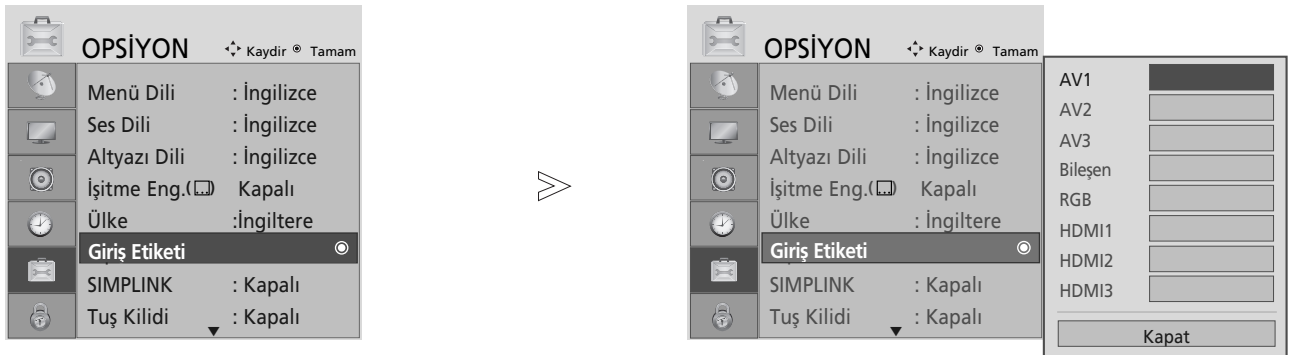 OPSİYON Kaydir Tamam
Menü Dili : İngilizce
Ses Dili : İngilizce
Altyazı Dili : İngilizce
İşitme Eng.( ) Kapalı
Ülke :İngiltere
Giriş Etiketi
SIMPLINK : Kapalı
Tuş Kilidi : Kapalı
OPSİYON Kaydir Tamam
Menü Dili : İngilizce
Ses Dili : İngilizce
Altyazı Dili : İngilizce
İşitme Eng.( ) Kapalı
Ülke : İngiltere
Giriş Etiketi
SIMPLINK : Kapalı
Tuş Kilidi : Kapalı
AV1
AV2
AV3
Bileşen
RGB
HDMI1
HDMI2
HDMI3
Kapat